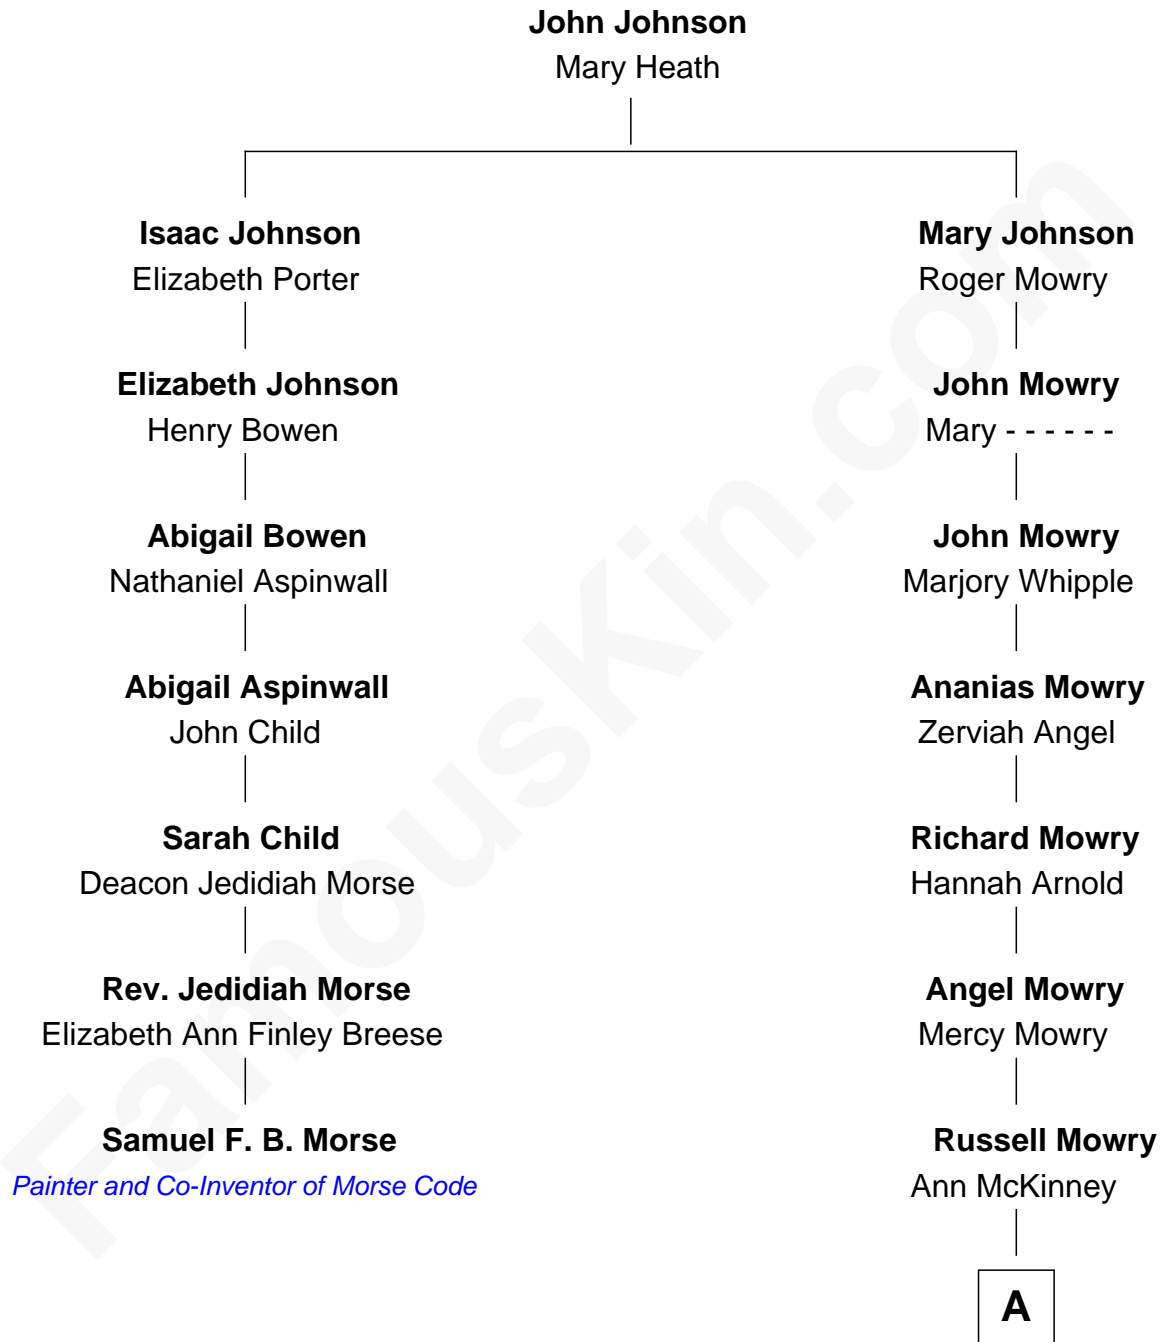 John Johnson
Mary Heath
Isaac Johnson
Elizabeth Porter
Elizabeth Johnson
Henry Bowen
Abigail Bowen
Nathaniel Aspinwall
Abigail Aspinwall
John Child
Sarah Child
Deacon Jedidiah Morse
Rev. Jedidiah Morse
Elizabeth Ann Finley Breese
Samuel F. B. Morse
Painter and Co-Inventor of Morse Code
Mary Johnson
Roger Mowry
John Mowry
Mary - - - - - -
John Mowry
Marjory Whipple
Ananias Mowry
Zerviah Angel
Richard Mowry
Hannah Arnold
Angel Mowry
Mercy Mowry
Russell Mowry
Ann McKinney
A
FamousKin.com